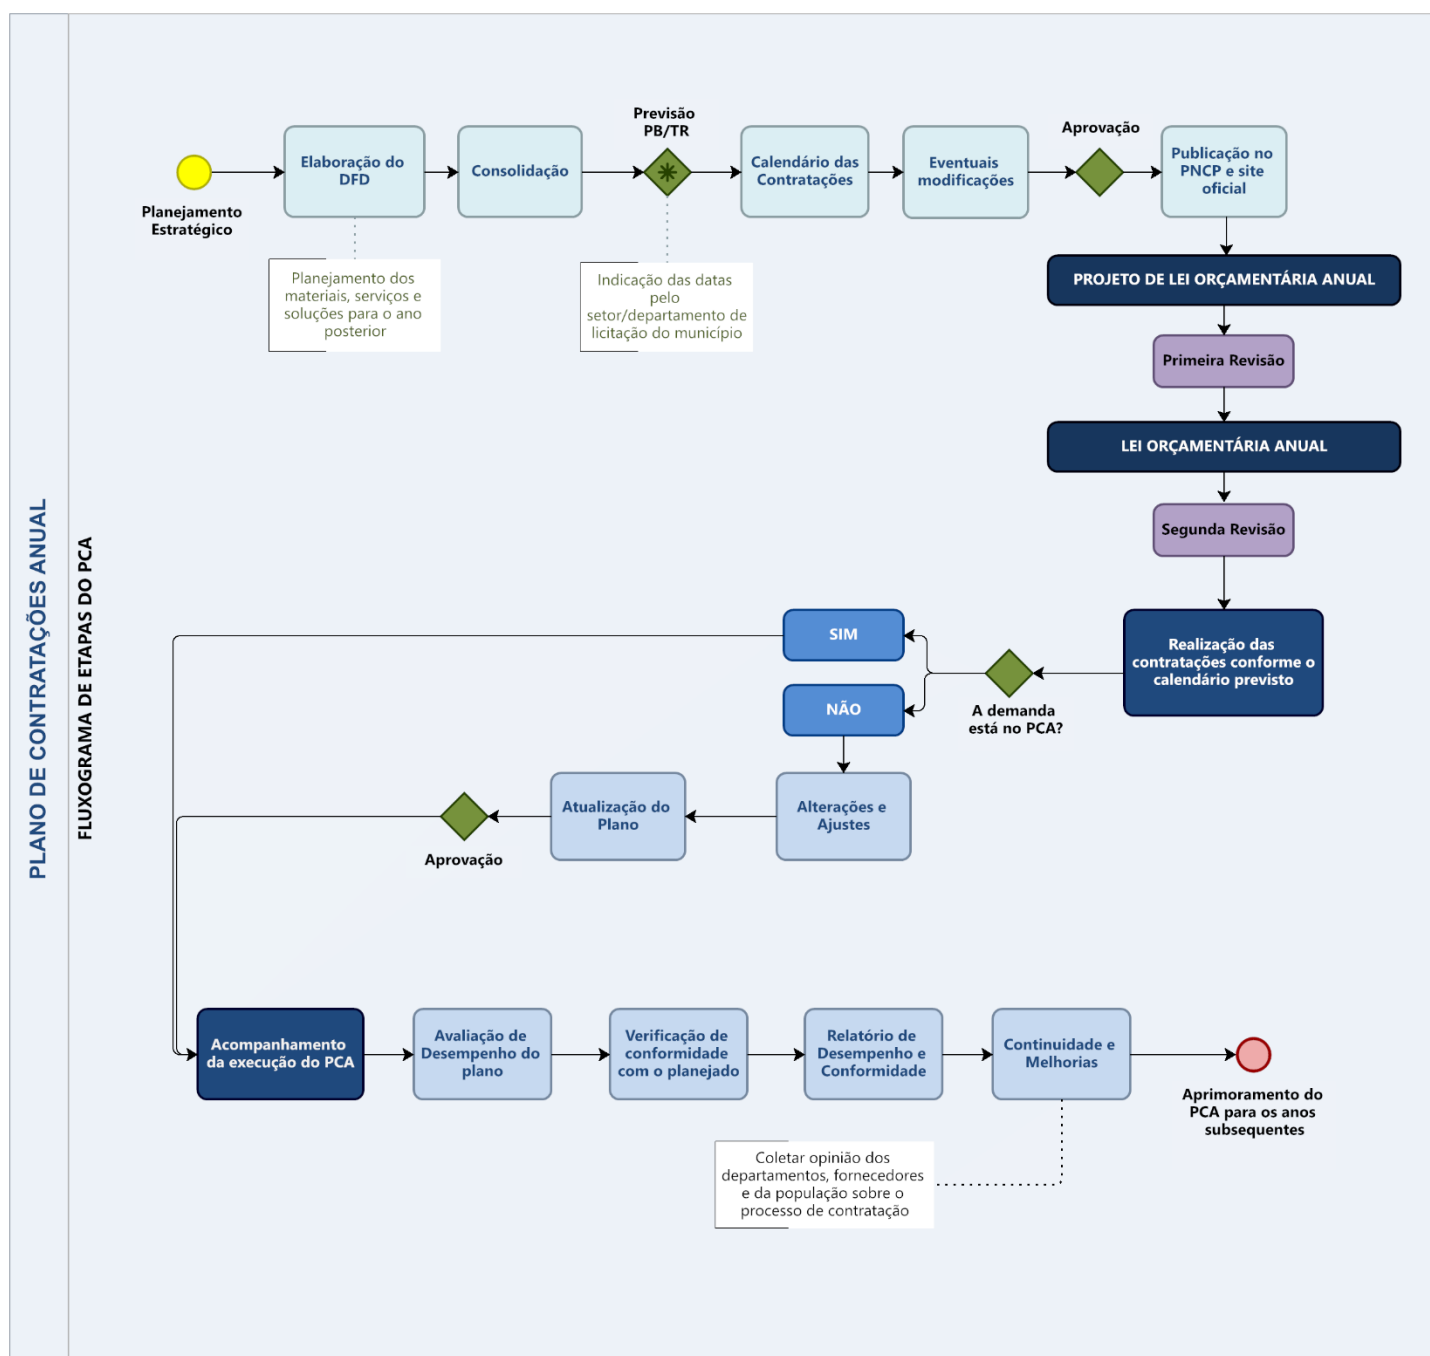 PLANO DE CONTRATAÇÕES ANUAL
FLUXOGRAMA DE ETAPAS DO PCA
Planejamento
Estratégico
Elaboração do
DFD
Planejamento dos
materiais, serviços e
soluções para o ano
posterior
Consolidação
Previsão
PB/TR
Indicação das datas
pelo
setor/departamento de
licitação do município
Calendário das
Contratações
Eventuais
modificações
Aprovação
Publicação no
PNCP e site
oficial
PROJETO DE LEI ORÇAMENTÁRIA ANUAL
Primeira Revisão
LEI ORÇAMENTÁRIA ANUAL
Segunda Revisão
Realização das
contratações conforme o
calendário previsto
A demanda
está no PCA?
SIM
NÃO
Alterações e
Ajustes
Atualização do
Plano
Aprovação
Acompanhamento
da execução do PCA
Avaliação de
Desempenho do
plano
Verificação de
conformidade
com o planejado
Relatório de
Desempenho e
Conformidade
Continuidade e
Melhorias
Coletar opinião dos
departamentos, fornecedores
e da população sobre o
processo de contratação
Aprimoramento do
PCA para os anos
subsequentes